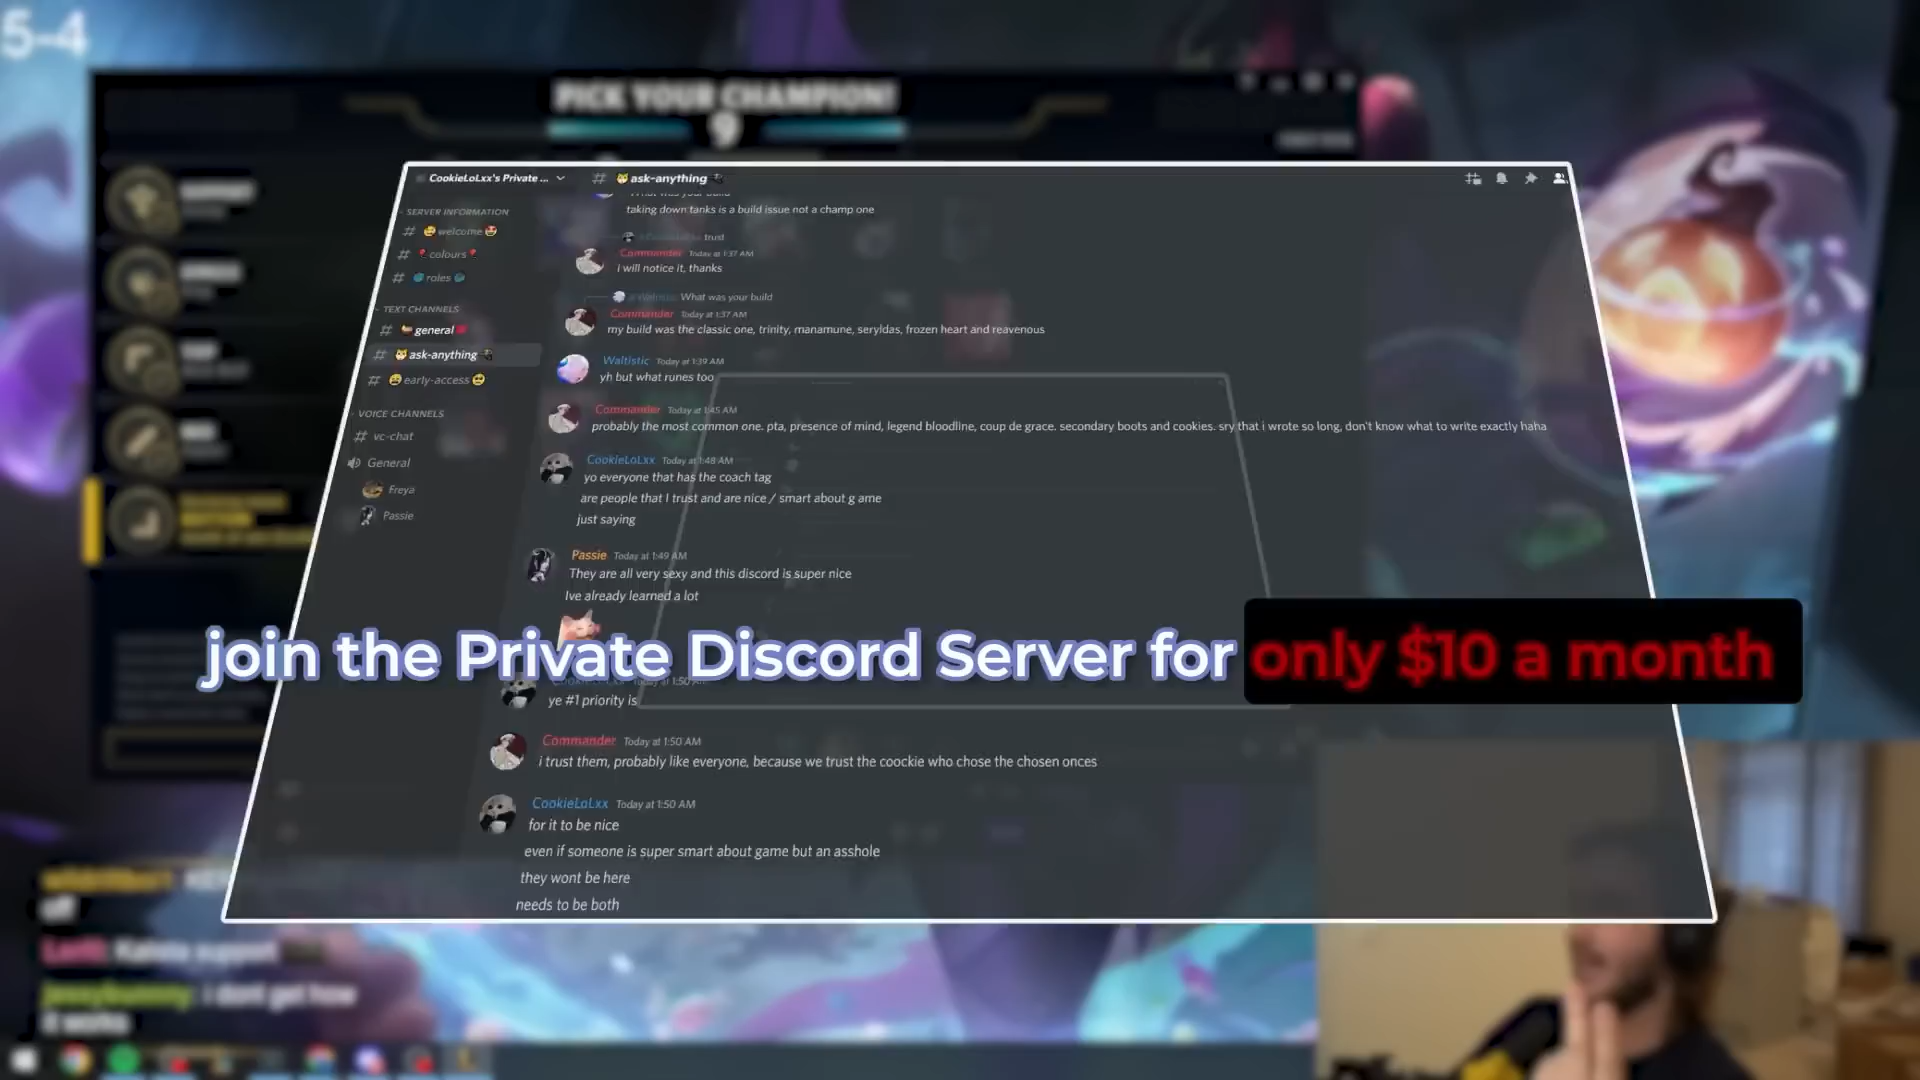 5-4
PICK YOUR CHAMPION!
9
CookieLoLxx's Private ...
ask-anything
SERVER INFORMATION
welcome
colours
roles
TEXT CHANNELS
general
ask-anything
early-access
VOICE CHANNELS
vc-chat
General
Freya
Passie
taking down tanks is a build issue not a champ one
trust
Commander Today at 1:37 AM
i will notice it, thanks
What was your build
Commander Today at 1:37 AM
my build was the classic one, trinity, manamune, seryldas, frozen heart and reavenous
Waltistic Today at 1:39 AM
yh but what runes too
Commander Today at 1:45 AM
probably the most common one. pta, presence of mind, legend bloodline, coup de grace. secondary boots and cookies. sry that i wrote so long, don't know what to write exactly haha
CookieLoLxx Today at 1:48 AM
yo everyone that has the coach tag
are people that I trust and are nice / smart about g ame
just saying
Passie Today at 1:49 AM
They are all very sexy and this discord is super nice
Ive already learned a lot
join the Private Discord Server for only $10 a month
ye #1 priority is
Commander Today at 1:50 AM
i trust them, probably like everyone, because we trust the coockie who chose the chosen onces
CookieLoLxx Today at 1:50 AM
for it to be nice
even if someone is super smart about game but an asshole
they wont be here
needs to be both
Kalista support
i dont get how
it works